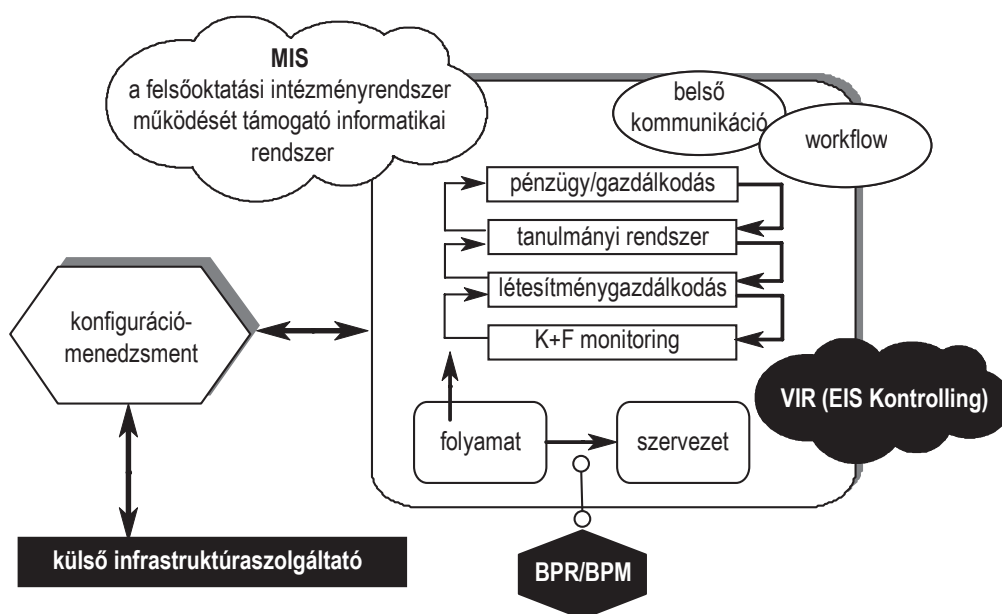 MIS
a felsőoktatási intézményrendszer
működését támogató informatikai
rendszer
belső
kommunikáció
workflow
pénzügy/gazdálkodás
tanulmányi rendszer
létesítménygazdálkodás
K+F monitoring
konfiguráció-
menedzsment
VIR (EIS Kontrolling)
folyamat
szervezet
külső infrastruktúraszolgáltató
BPR/BPM